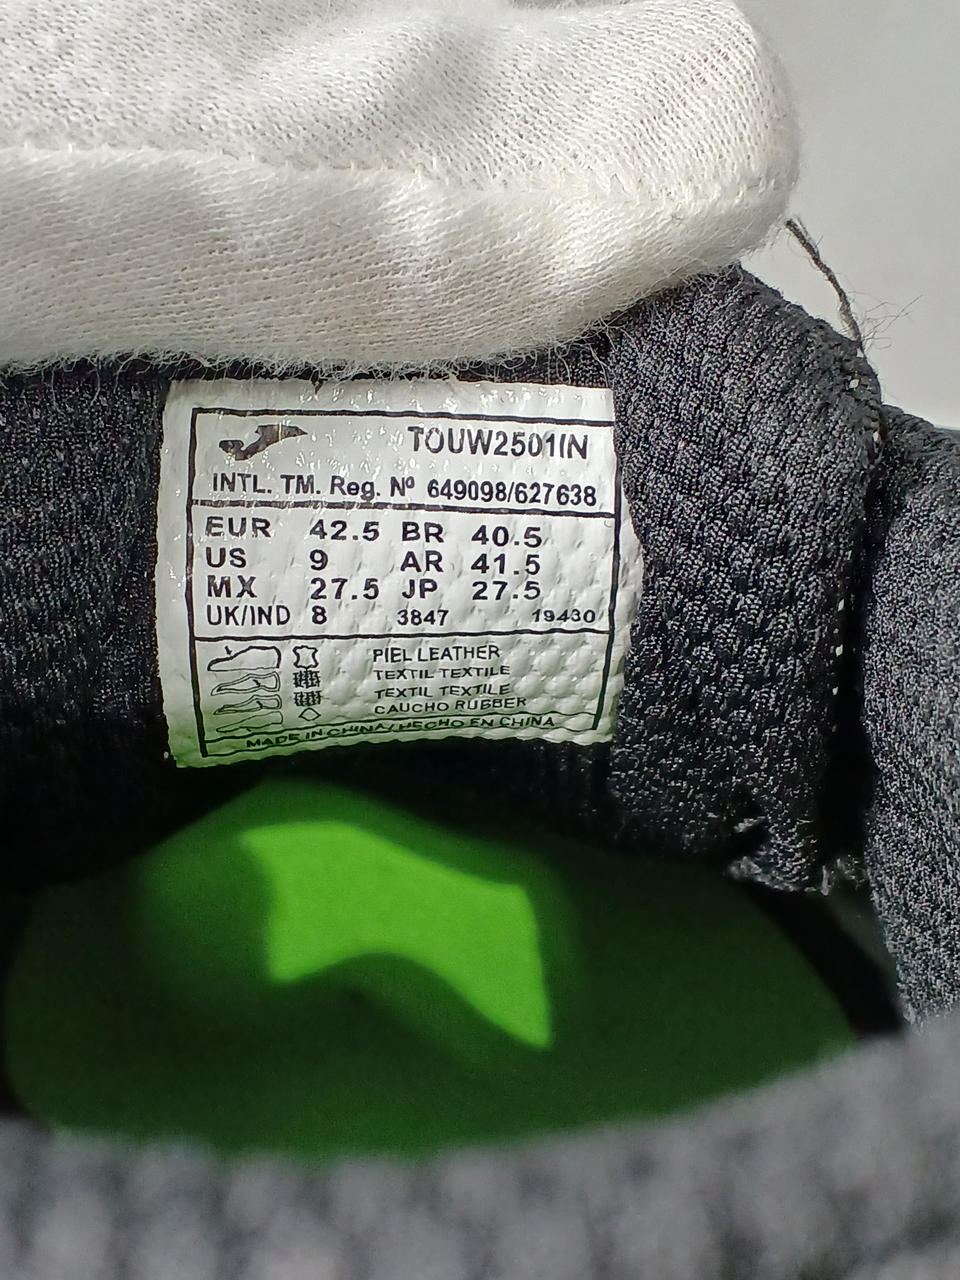 TOUW2501IN
INTL. TM. Reg. Nº 649098/627638
EUR 42.5 BR 40.5
US 9 AR 41.5
MX 27.5 JP 27.5
UK/IND 8 3847 19430
PIEL LEATHER
TEXTIL TEXTILE
TEXTIL TEXTILE
CAUCHO RUBBER
MADE IN CHINA/HECHO EN CHINA